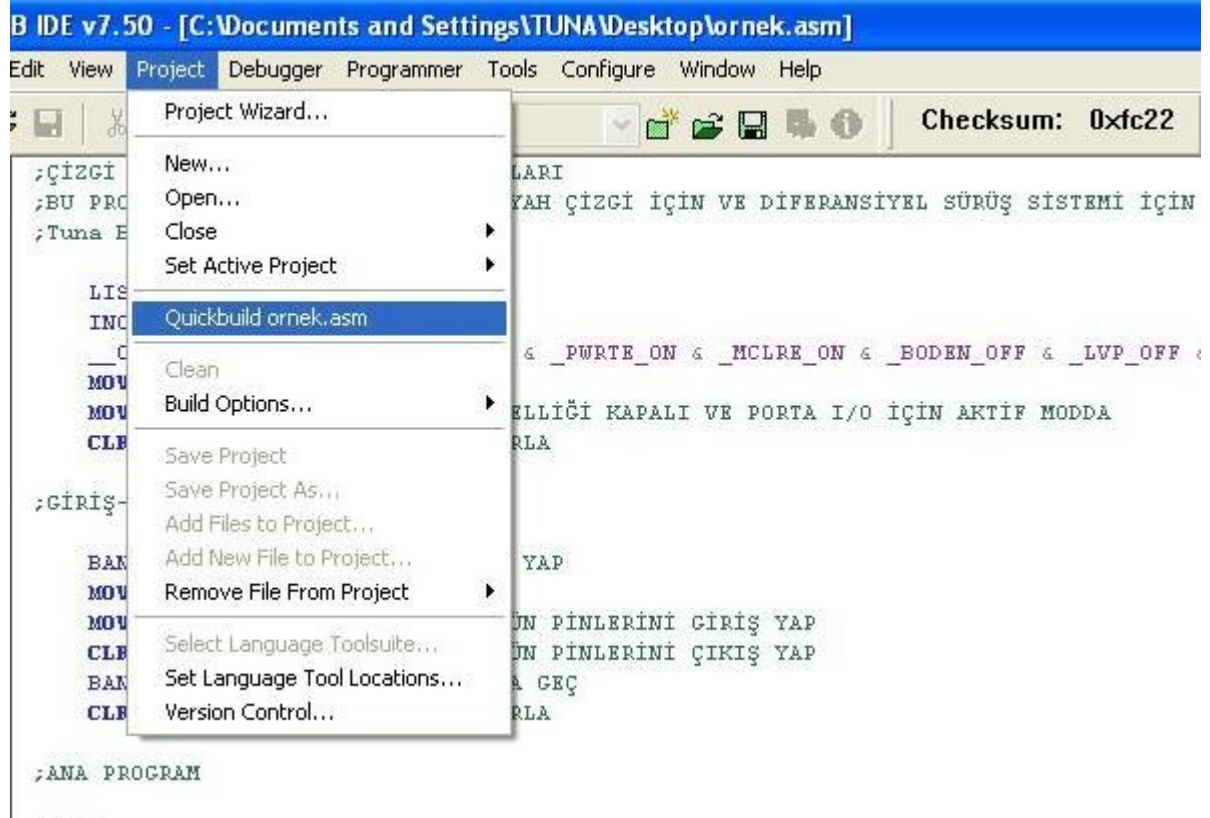 B IDE v7.50 - [C:\Documents and Settings\TUNA\Desktop\ornek.asm]
Edit View Project Debugger Programmer Tools Configure Window Help
Checksum: 0xfc22
Project Wizard...
New...
Open...
Close
Set Active Project
Quickbuild ornek.asm
Clean
Build Options...
Save Project
Save Project As...
Add Files to Project...
Add New File to Project...
Remove File From Project
Select Language Toolsuite...
Set Language Tool Locations...
Version Control...
;ÇİZGİ LARI
;BU PRO YAH ÇİZGİ İÇİN VE DİFERANSİYEL SÜRÜŞ SİSTEMİ İÇİN
;Tuna B
LIS
INC
__C & _PWRTE_ON & _MCLRE_ON & _BODEN_OFF & _LVP_OFF &
MOV
MOV ELLİĞİ KAPALI VE PORTA I/O İÇİN AKTİF MODDA
CLR RLA
;GİRİŞ-
BAN YAP
MOV
MOV ÜN PİNLERİNİ GİRİŞ YAP
CLR ÜN PİNLERİNİ ÇIKIŞ YAP
BAN A GEÇ
CLR RLA
;ANA PROGRAM